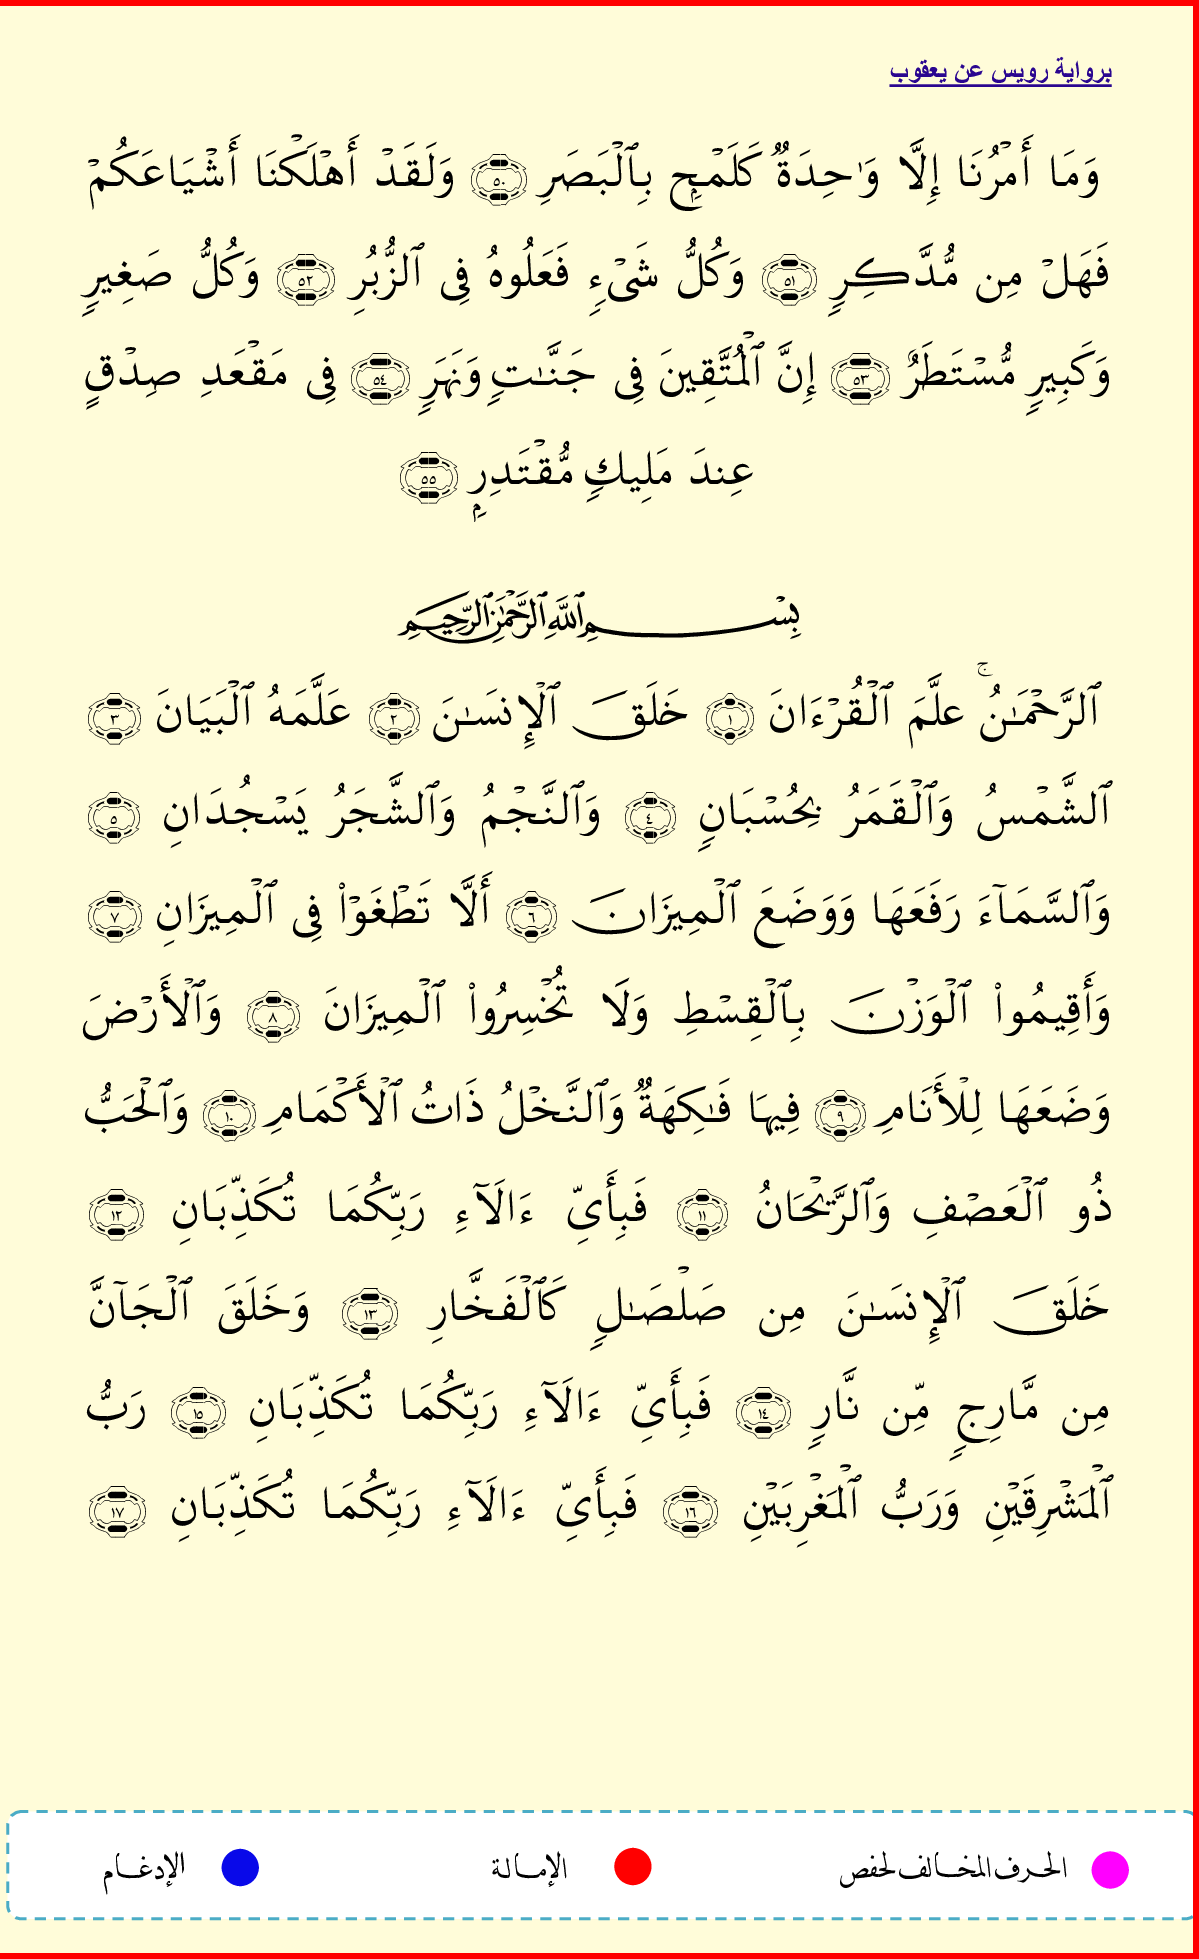 برواية رويس عن يعقوب
وَمَا أَمْرُنَا إِلَّا وَٰحِدَةٌ كَلَمْحٍۭ بِٱلْبَصَرِ ٥٠ وَلَقَدْ أَهْلَكْنَا أَشْيَاعَكُمْ
فَهَلْ مِن مُّدَّكِرٍ ٥١ وَكُلُّ شَىْءٍ فَعَلُوهُ فِى ٱلزُّبُرِ ٥٢ وَكُلُّ صَغِيرٍ
وَكَبِيرٍ مُّسْتَطَرٌ ٥٣ إِنَّ ٱلْمُتَّقِينَ فِى جَنَّـٰتٍ وَنَهَرٍ ٥٤ فِى مَقْعَدِ صِدْقٍ
عِندَ مَلِيكٍ مُّقْتَدِرٍۭ ٥٥
بِسْمِ ٱللَّهِ ٱلرَّحْمَـٰنِ ٱلرَّحِيمِ
ٱلرَّحْمَـٰنُ ۚ علَّمَ ٱلْقُرْءَانَ ١ خَلَقَ ٱلْإِنسَـٰنَ ٢ عَلَّمَهُ ٱلْبَيَانَ ٣
ٱلشَّمْسُ وَٱلْقَمَرُ بِحُسْبَانٍ ٤ وَٱلنَّجْمُ وَٱلشَّجَرُ يَسْجُدَانِ ٥
وَٱلسَّمَآءَ رَفَعَهَا وَوَضَعَ ٱلْمِيزَانَ ٦ أَلَّا تَطْغَوْا۟ فِى ٱلْمِيزَانِ ٧
وَأَقِيمُوا۟ ٱلْوَزْنَ بِٱلْقِسْطِ وَلَا تُخْسِرُوا۟ ٱلْمِيزَانَ ٨ وَٱلْأَرْضَ
وَضَعَهَا لِلْأَنَامِ ٩ فِيهَا فَـٰكِهَةٌ وَٱلنَّخْلُ ذَاتُ ٱلْأَكْمَامِ ١٠ وَٱلْحَبُّ
ذُو ٱلْعَصْفِ وَٱلرَّيْحَانُ ١١ فَبِأَىِّ ءَالَآءِ رَبِّكُمَا تُكَذِّبَانِ ١٢
خَلَقَ ٱلْإِنسَـٰنَ مِن صَلْصَـٰلٍ كَٱلْفَخَّارِ ١٣ وَخَلَقَ ٱلْجَآنَّ
مِن مَّارِجٍ مِّن نَّارٍ ١٤ فَبِأَىِّ ءَالَآءِ رَبِّكُمَا تُكَذِّبَانِ ١٥ رَبُّ
ٱلْمَشْرِقَيْنِ وَرَبُّ ٱلْمَغْرِبَيْنِ ١٦ فَبِأَىِّ ءَالَآءِ رَبِّكُمَا تُكَذِّبَانِ ١٧
الحرف المخالف لحفص الإمالة الإدغام